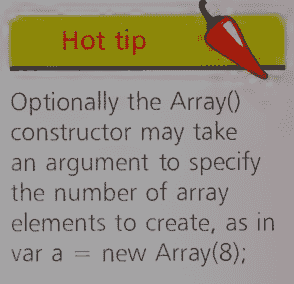 Hot tip
Optionally the Array()
constructor may take
an argument to specify
the number of array
elements to create, as in
var a = new Array(8);